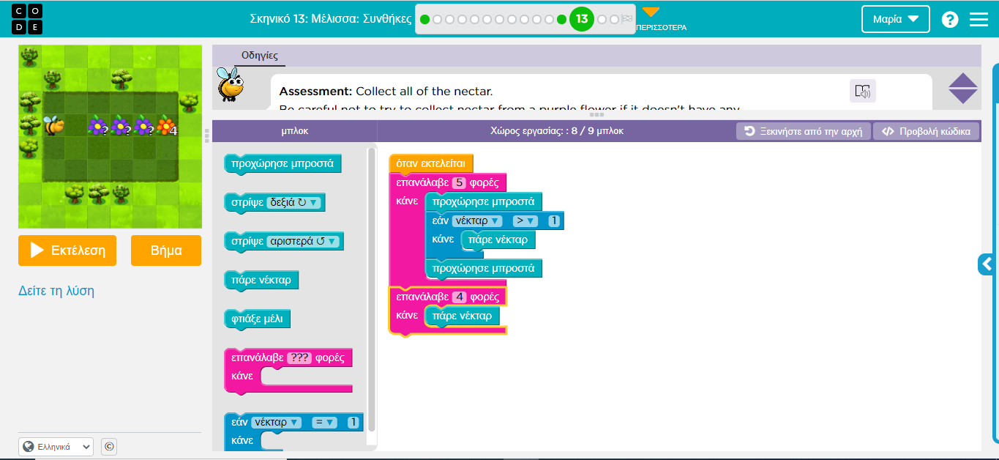 C O
D E
Σκηνικό 13: Μέλισσα: Συνθήκες
13
ΠΕΡΙΣΣΟΤΕΡΑ
Μαρία
?
? ? ? 4
Εκτέλεση
Βήμα
Δείτε τη λύση
Ελληνικά
©
Οδηγίες
Assessment: Collect all of the nectar.
Be careful not to try to collect nectar from a purple flower if it doesn't have any.
μπλοκ
Χώρος εργασίας: : 8 / 9 μπλοκ
Ξεκινήστε από την αρχή
Προβολή κώδικα
προχώρησε μπροστά
στρίψε δεξιά ↻
στρίψε αριστερά ↺
πάρε νέκταρ
φτιάξε μέλι
επανάλαβε ??? φορές
κάνε
εάν νέκταρ = 1
κάνε
όταν εκτελείται
επανάλαβε 5 φορές
κάνε προχώρησε μπροστά
εάν νέκταρ > 1
κάνε πάρε νέκταρ
προχώρησε μπροστά
επανάλαβε 4 φορές
κάνε πάρε νέκταρ